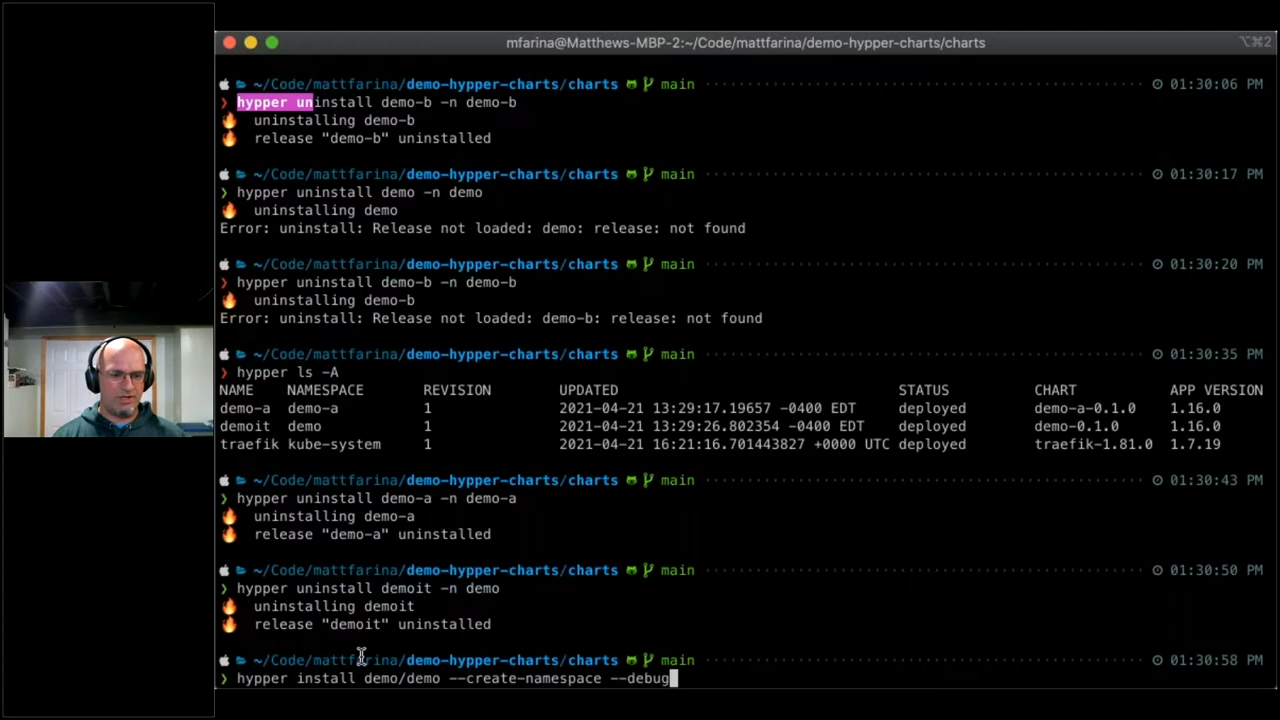 mfarina@Matthews-MBP-2:~/Code/mattfarina/demo-hypper-charts/charts ⌥⌘2
~/Code/mattfarina/demo-hypper-charts/charts main 01:30:06 PM
❯ hypper uninstall demo-b -n demo-b
🔥 uninstalling demo-b
🔥 release "demo-b" uninstalled
~/Code/mattfarina/demo-hypper-charts/charts main 01:30:17 PM
❯ hypper uninstall demo -n demo
🔥 uninstalling demo
Error: uninstall: Release not loaded: demo: release: not found
~/Code/mattfarina/demo-hypper-charts/charts main 01:30:20 PM
❯ hypper uninstall demo-b -n demo-b
🔥 uninstalling demo-b
Error: uninstall: Release not loaded: demo-b: release: not found
~/Code/mattfarina/demo-hypper-charts/charts main 01:30:35 PM
❯ hypper ls -A
NAME NAMESPACE REVISION UPDATED STATUS CHART APP VERSION
demo-a demo-a 1 2021-04-21 13:29:17.19657 -0400 EDT deployed demo-a-0.1.0 1.16.0
demoit demo 1 2021-04-21 13:29:26.802354 -0400 EDT deployed demo-0.1.0 1.16.0
traefik kube-system 1 2021-04-21 16:21:16.701443827 +0000 UTC deployed traefik-1.81.0 1.7.19
~/Code/mattfarina/demo-hypper-charts/charts main 01:30:43 PM
❯ hypper uninstall demo-a -n demo-a
🔥 uninstalling demo-a
🔥 release "demo-a" uninstalled
~/Code/mattfarina/demo-hypper-charts/charts main 01:30:50 PM
❯ hypper uninstall demoit -n demo
🔥 uninstalling demoit
🔥 release "demoit" uninstalled
~/Code/mattfarina/demo-hypper-charts/charts main 01:30:58 PM
❯ hypper install demo/demo --create-namespace --debug